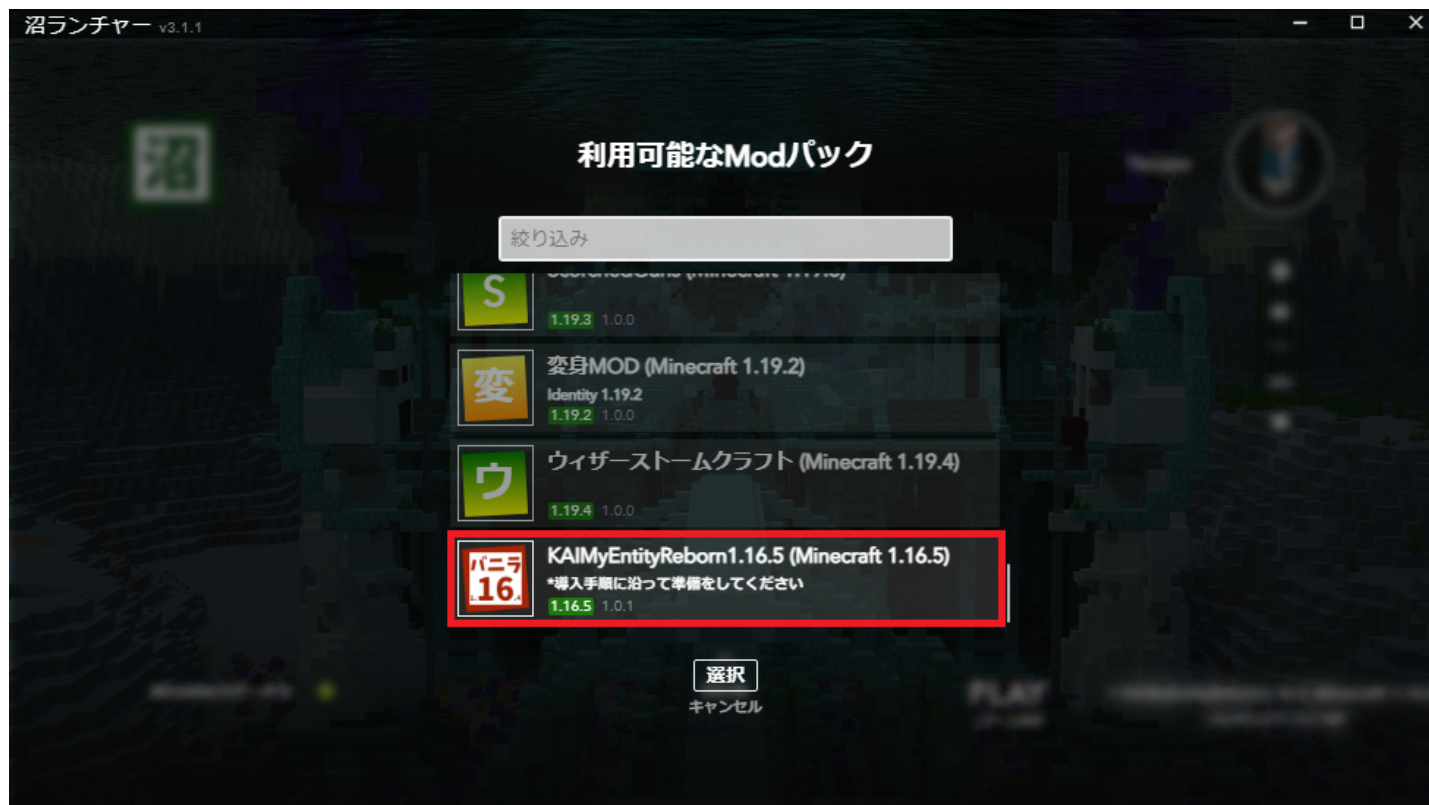 沼ランチャー v3.1.1
沼
利用可能なModパック
絞り込み
S
1.19.3 1.0.0
変
変身MOD (Minecraft 1.19.2)
Identity 1.19.2
1.19.2 1.0.0
ウ
ウィザーストームクラフト (Minecraft 1.19.4)
1.19.4 1.0.0
バニラ
1.16.5
KAIMyEntityReborn1.16.5 (Minecraft 1.16.5)
*導入手順に沿って準備をしてください
1.16.5 1.0.1
選択
キャンセル
PLAY